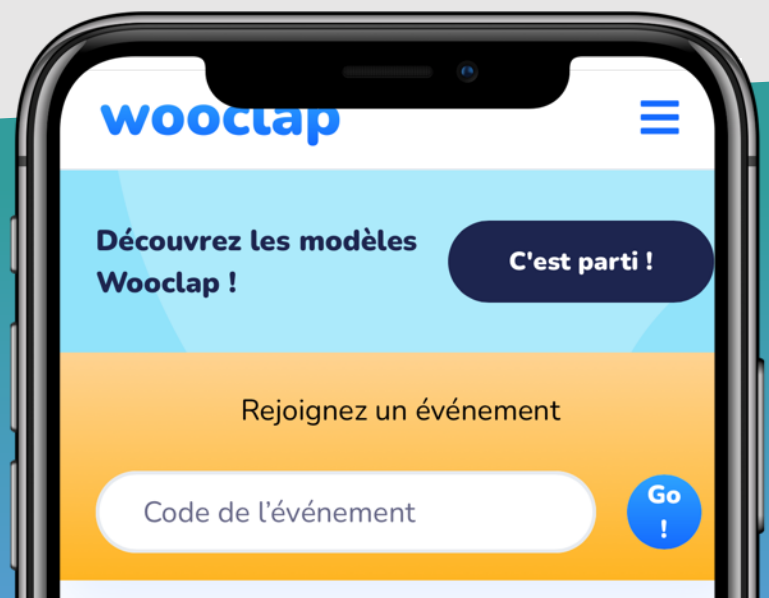 wooclap
Découvrez les modèles
Wooclap !
C'est parti !
Rejoignez un événement
Code de l'événement
Go
!